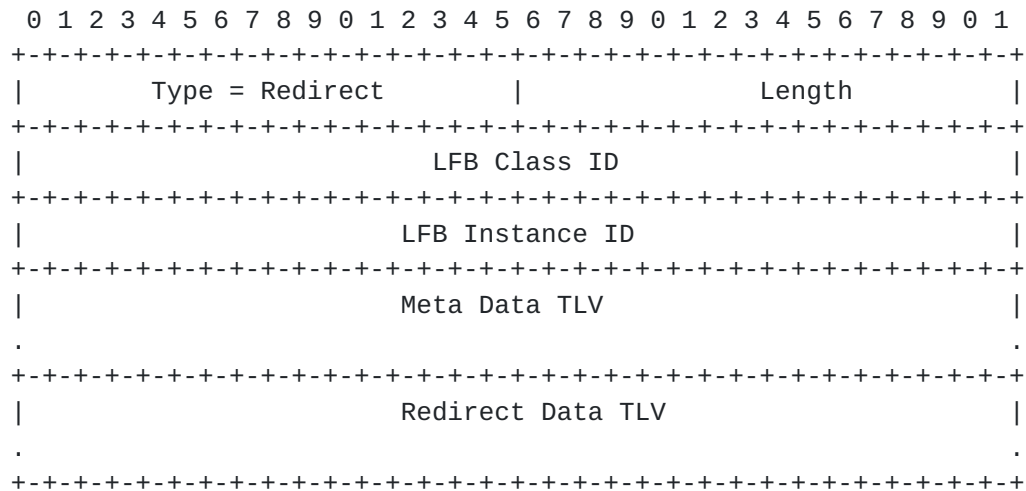 0 1 2 3 4 5 6 7 8 9 0 1 2 3 4 5 6 7 8 9 0 1 2 3 4 5 6 7 8 9 0 1
+-+-+-+-+-+-+-+-+-+-+-+-+-+-+-+-+-+-+-+-+-+-+-+-+-+-+-+-+-+-+-+-+
|        Type = Redirect        |               Length          |
+-+-+-+-+-+-+-+-+-+-+-+-+-+-+-+-+-+-+-+-+-+-+-+-+-+-+-+-+-+-+-+-+
|                          LFB Class ID                         |
+-+-+-+-+-+-+-+-+-+-+-+-+-+-+-+-+-+-+-+-+-+-+-+-+-+-+-+-+-+-+-+-+
|                        LFB Instance ID                        |
+-+-+-+-+-+-+-+-+-+-+-+-+-+-+-+-+-+-+-+-+-+-+-+-+-+-+-+-+-+-+-+-+
|                        Meta Data TLV                          |
.                                                               .
+-+-+-+-+-+-+-+-+-+-+-+-+-+-+-+-+-+-+-+-+-+-+-+-+-+-+-+-+-+-+-+-+
|                        Redirect Data TLV                      |
.                                                               .
+-+-+-+-+-+-+-+-+-+-+-+-+-+-+-+-+-+-+-+-+-+-+-+-+-+-+-+-+-+-+-+-+